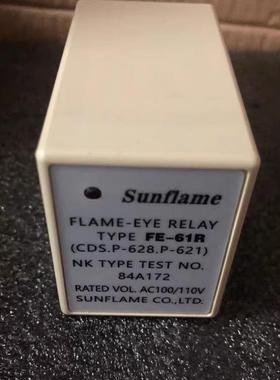 Sunflame
FLAME-EYE RELAY
TYPE FE-61R
(CDS.P-628.P-621)
NK TYPE TEST NO.
84A172
RATED VOL. AC100/110V
SUNFLAME CO.,LTD.